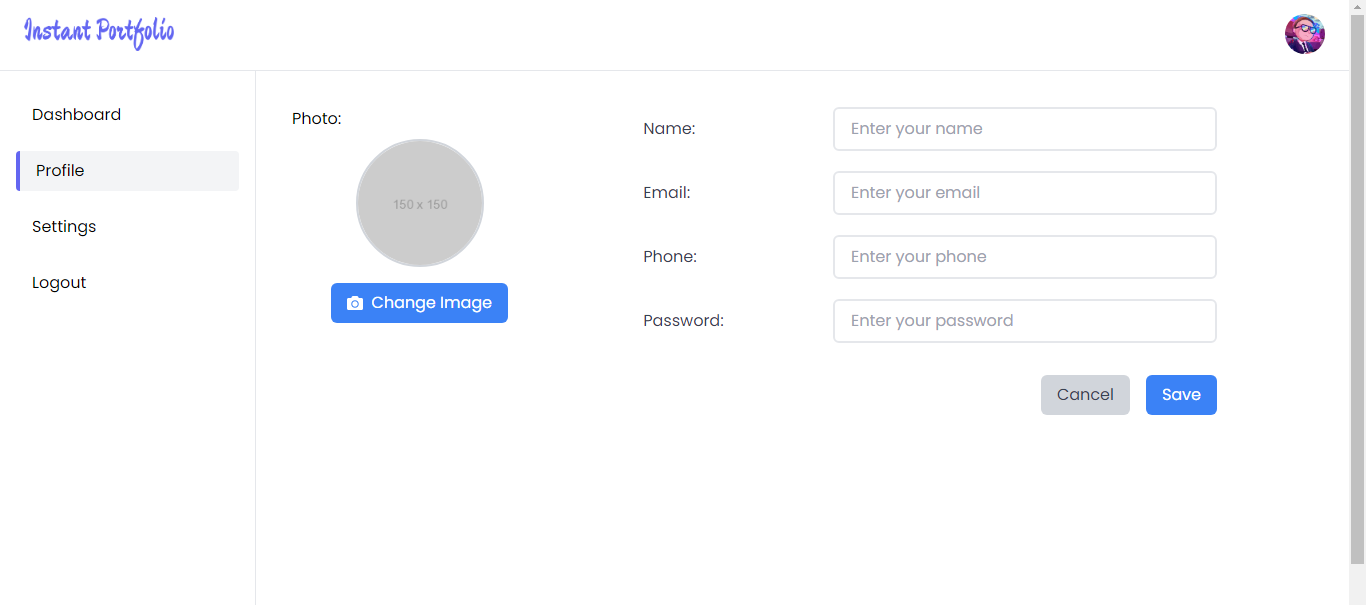 Instant Portfolio
Dashboard
Profile
Settings
Logout
Photo:
150 x 150
Change Image
Name:
Enter your name
Email:
Enter your email
Phone:
Enter your phone
Password:
Enter your password
Cancel
Save